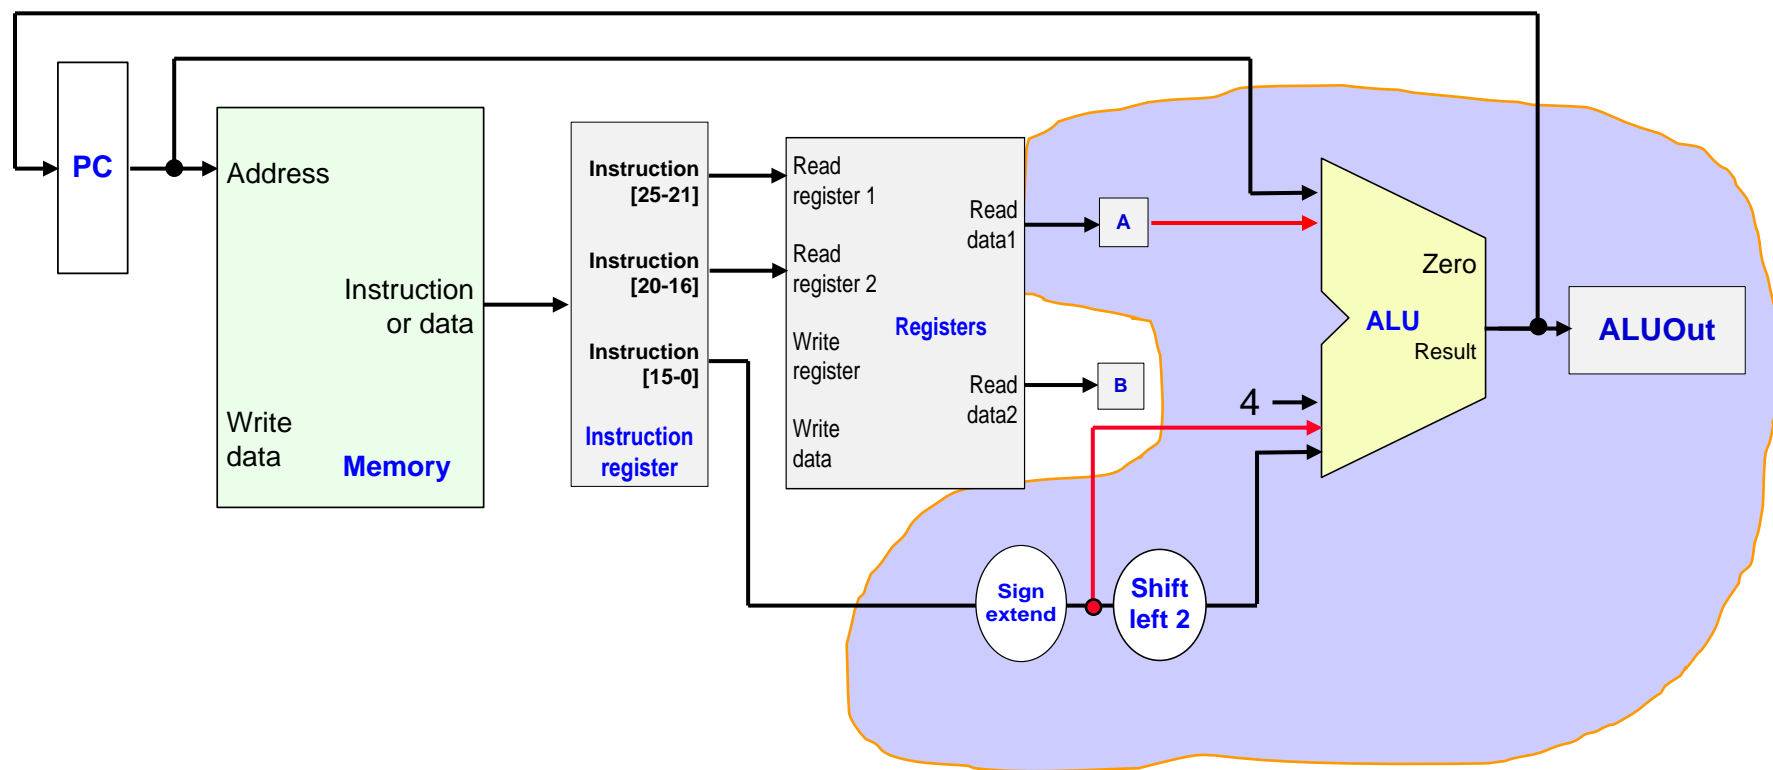 PC
Address
Instruction
or data
Write
data
Memory
Instruction
[25-21]
Instruction
[20-16]
Instruction
[15-0]
Instruction
register
Read
register 1
Read
register 2
Write
register
Write
data
Registers
Read
data1
Read
data2
A
B
4
Sign
extend
Shift
left 2
Zero
ALU
Result
ALUOut